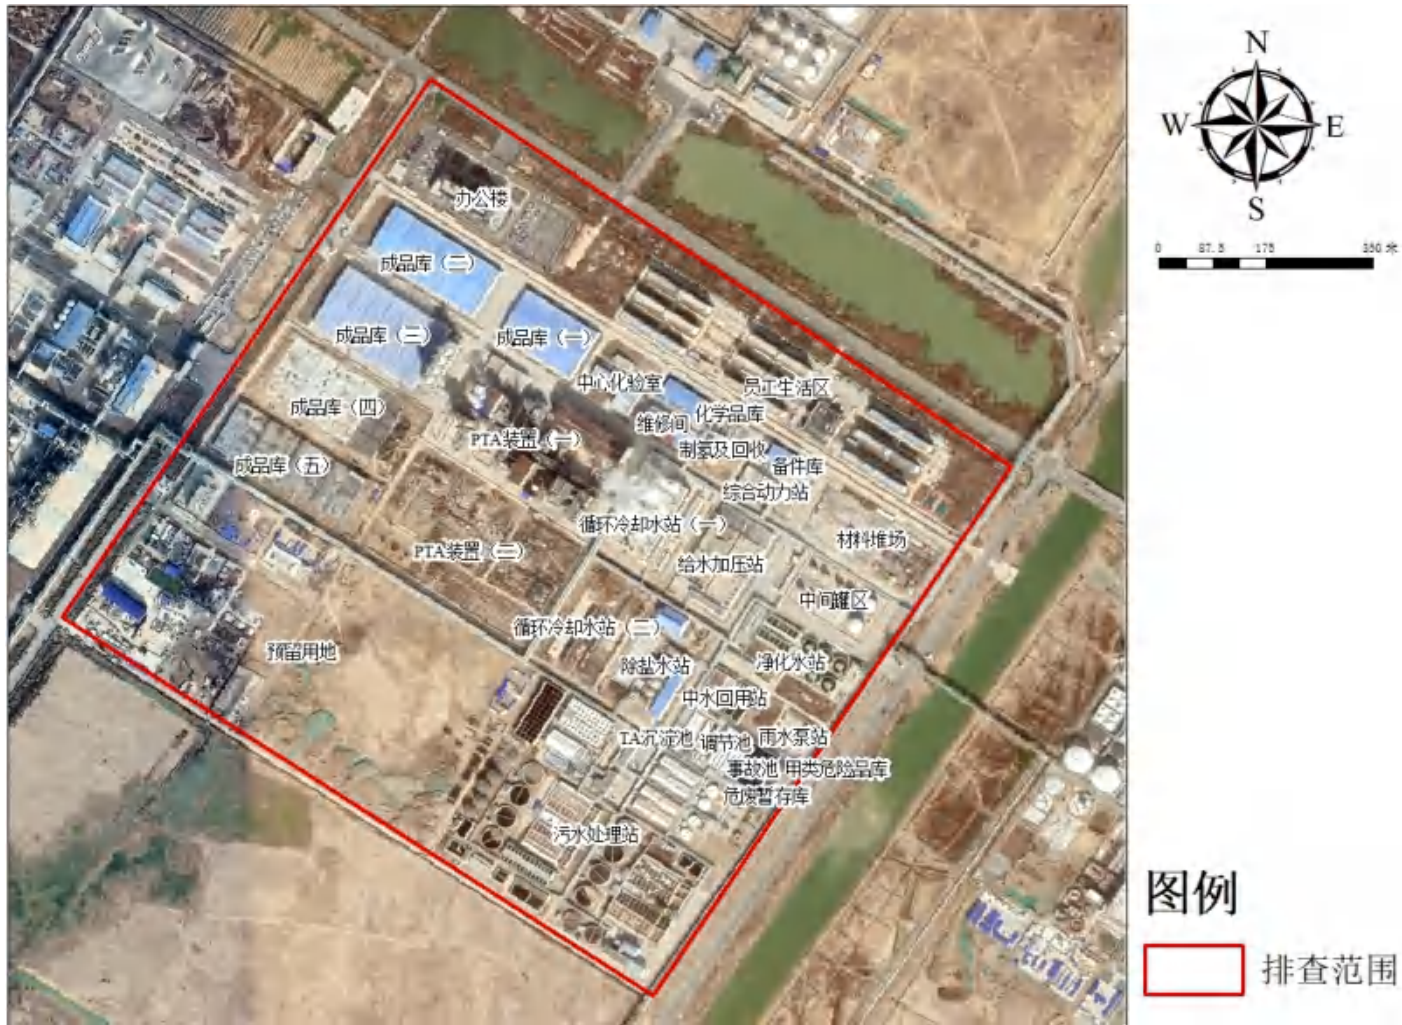 N
W
E
S
0 87.5 175 350 米
办公楼
成品库（二）
成品库（三）
成品库（一）
中心化验室
员工生活区
成品库（四）
化学品库
维修间
PTA装置（一）
制氢及回收
备件库
成品库（五）
综合动力站
循环冷却水站（一）
材料堆场
PTA装置（二）
给水加压站
中间罐区
循环冷却水站（二）
预留用地
除盐水站
净化水站
中水回用站
TA沉淀池
调节池
雨水泵站
事故池
甲类危险品库
危废暂存库
污水处理站
图例
排查范围